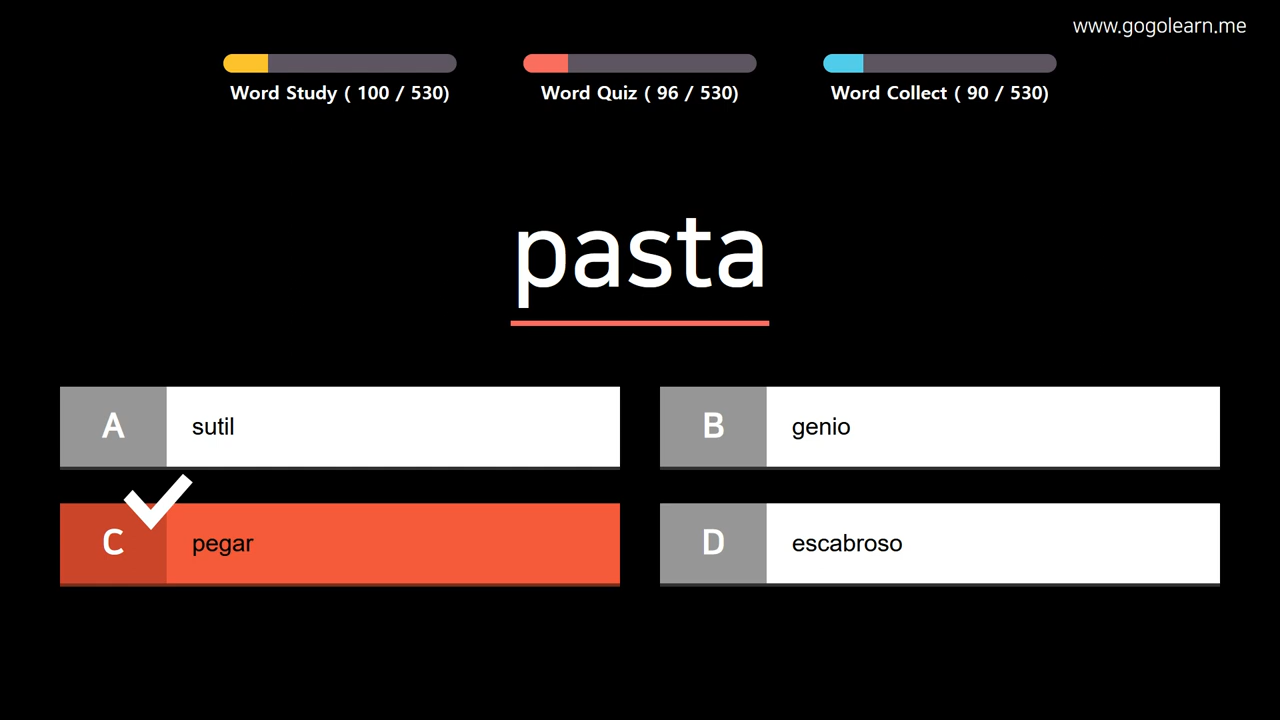 www.gogolearn.me
Word Study ( 100 / 530)
Word Quiz ( 96 / 530)
Word Collect ( 90 / 530)
pasta
A sutil
B genio
C pegar
D escabroso